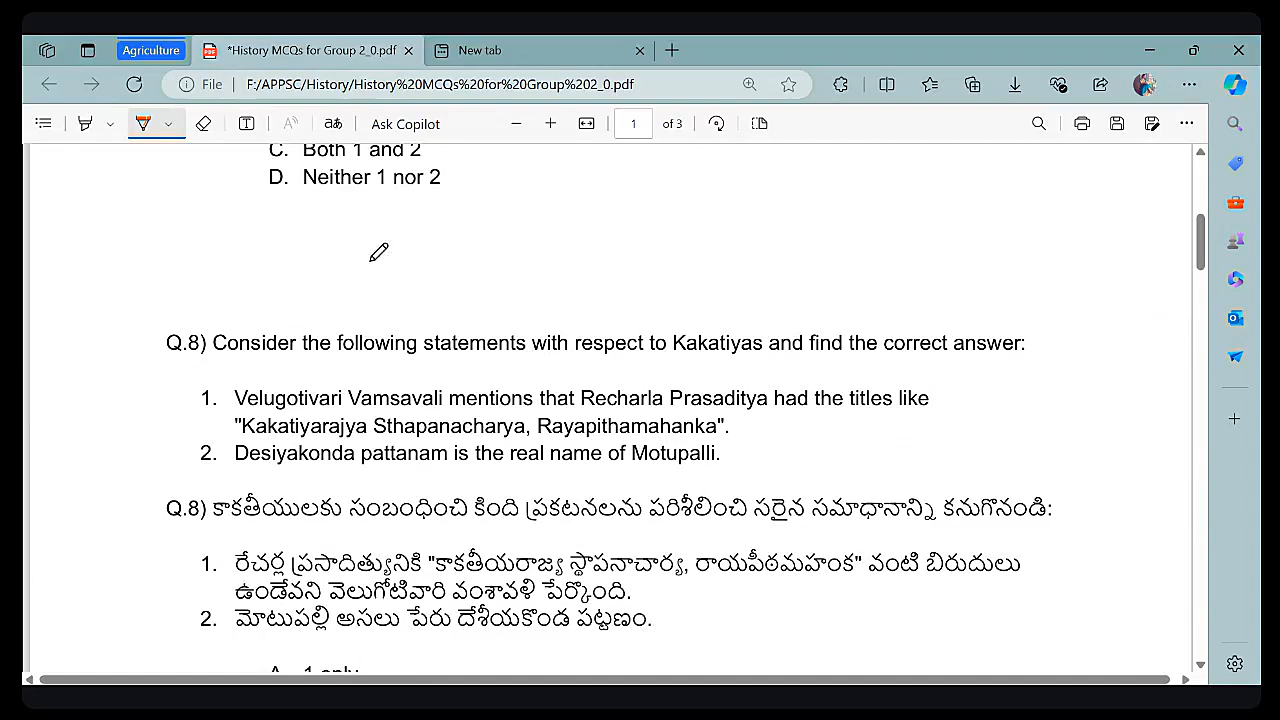 Agriculture
*History MCQs for Group 2_0.pdf
New tab
File
F:/APPSC/History/History%20MCQs%20for%20Group%202_0.pdf
Ask Copilot
1
of 3
C. Both 1 and 2
D. Neither 1 nor 2
Q.8) Consider the following statements with respect to Kakatiyas and find the correct answer:
1. Velugotivari Vamsavali mentions that Recharla Prasaditya had the titles like
"Kakatiyarajya Sthapanacharya, Rayapithamahanka".
2. Desiyakonda pattanam is the real name of Motupalli.
Q.8) కాకతీయులకు సంబంధించి కింది ప్రకటనలను పరిశీలించి సరైన సమాధానాన్ని కనుగొనండి:
1. రేచర్ల ప్రసాదిత్యునికి "కాకతీయరాజ్య స్థాపనాచార్య, రాయపీఠమహంక" వంటి బిరుదులు
ఉండేవని వెలుగోటివారి వంశావళి పేర్కొంది.
2. మోటుపల్లి అసలు పేరు దేశీయకొండ పట్టణం.
A. 1 only